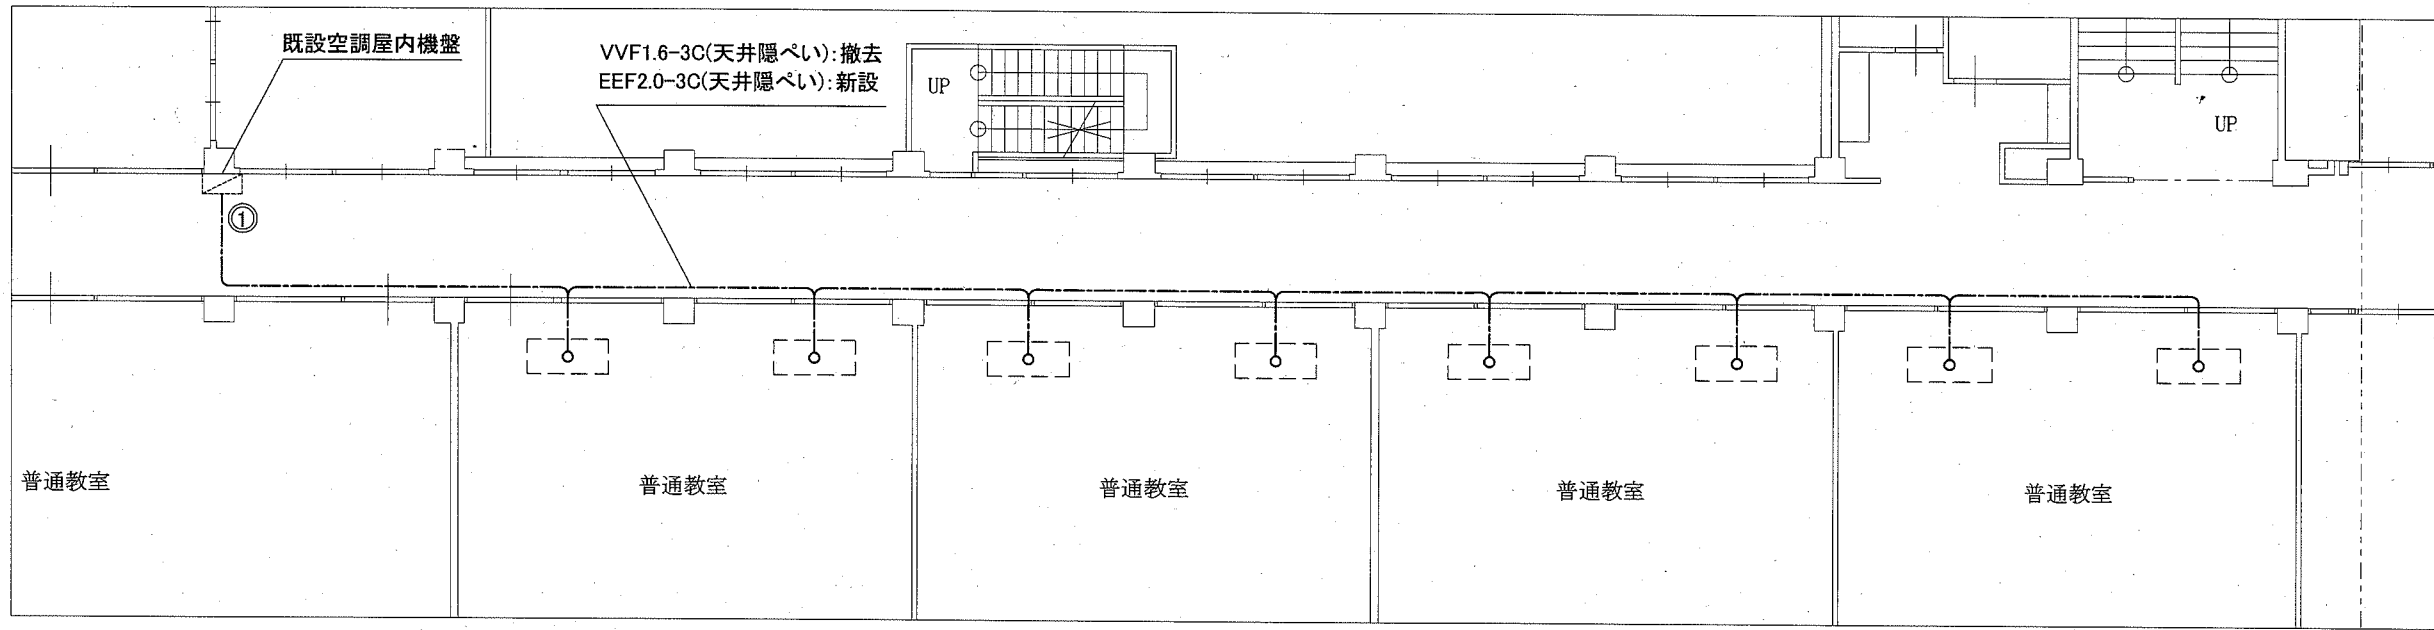 既設空調屋内機盤
VVF1.6-3C(天井隠ぺい):撤去
EEF2.0-3C(天井隠ぺい):新設
UP
UP
①
普通教室
普通教室
普通教室
普通教室
普通教室